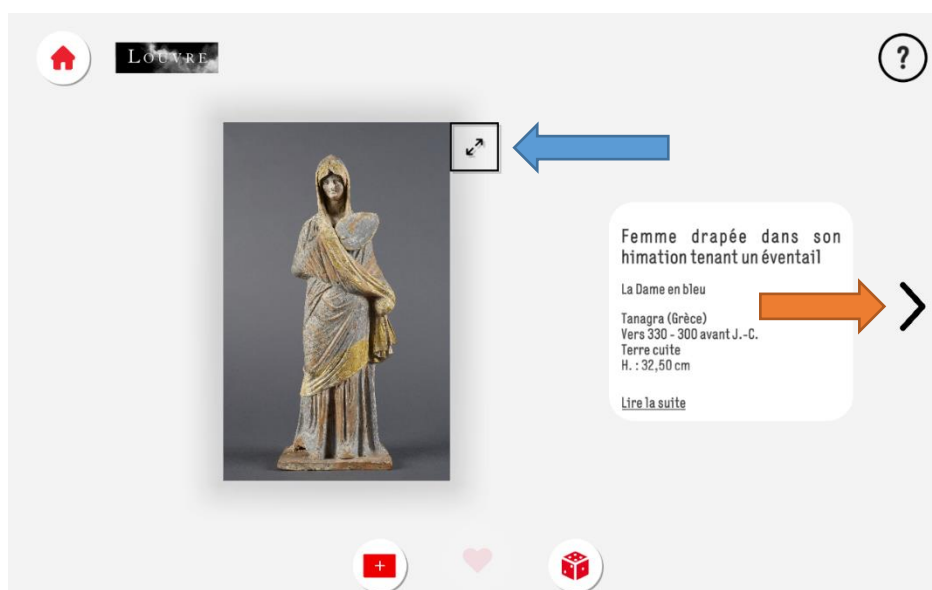 LOUVRE
?
Femme drapée dans son
himation tenant un éventail
La Dame en bleu
Tanagra (Grèce)
Vers 330 - 300 avant J.-C.
Terre cuite
H. : 32,50 cm
Lire la suite